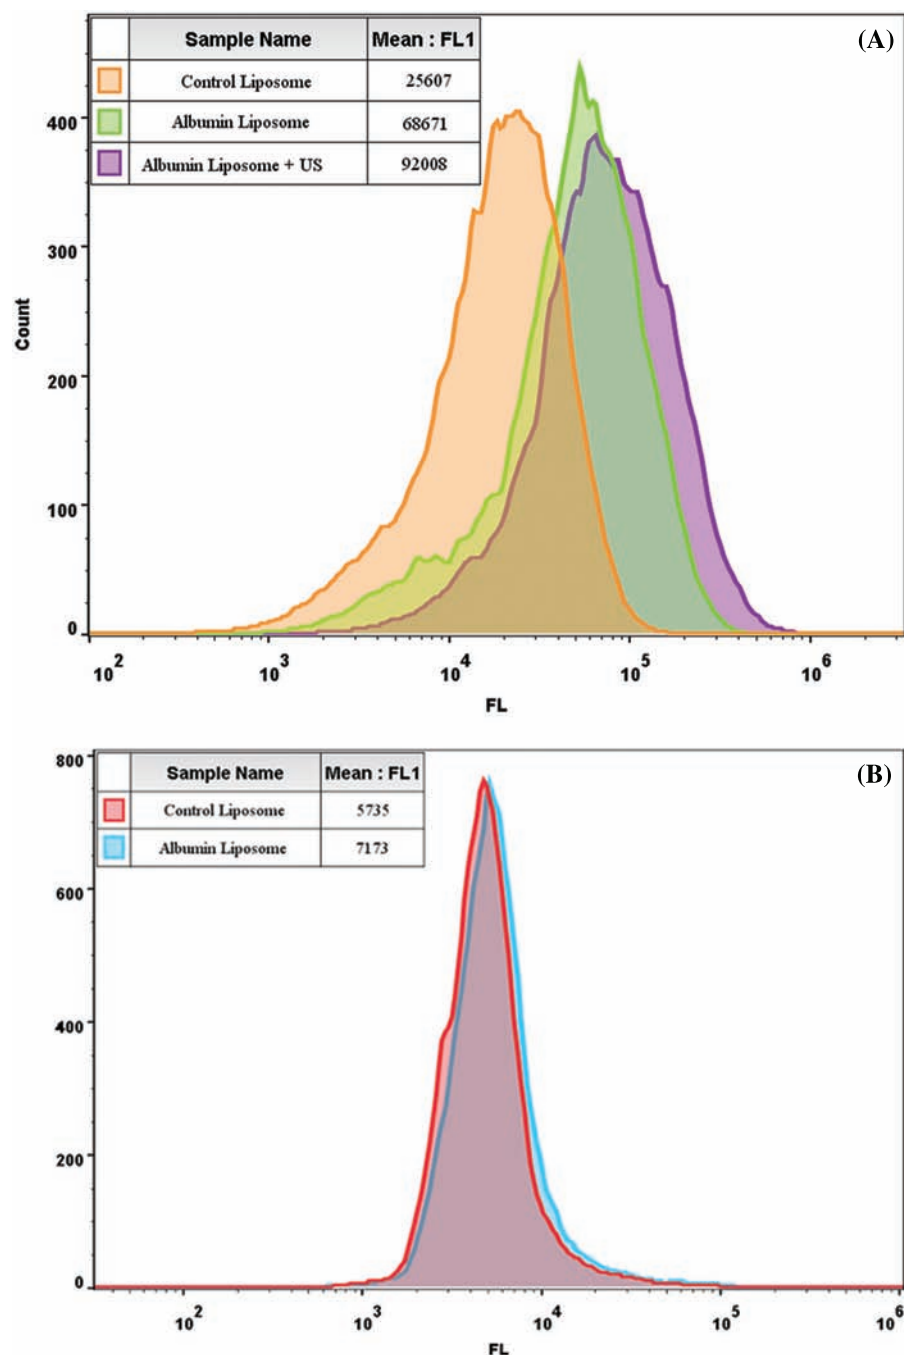 (A)
Sample Name Mean : FL1
Control Liposome 25607
Albumin Liposome 68671
Albumin Liposome + US 92008
400
300
200
100
0
Count
10^2 10^3 10^4 10^5 10^6
FL
(B)
Sample Name Mean : FL1
Control Liposome 5735
Albumin Liposome 7173
800
600
400
200
0
10^2 10^3 10^4 10^5 10^6
FL